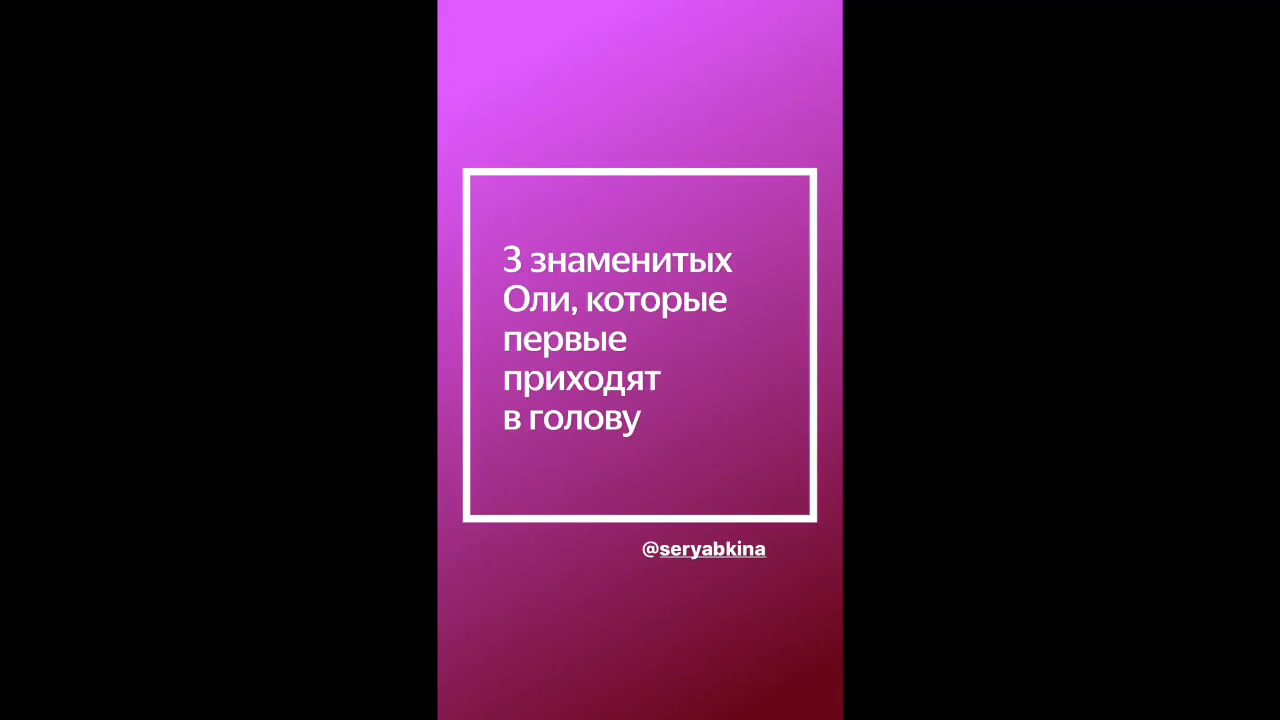 3 знаменитых
Оли, которые
первые
приходят
в голову
@seryabkina